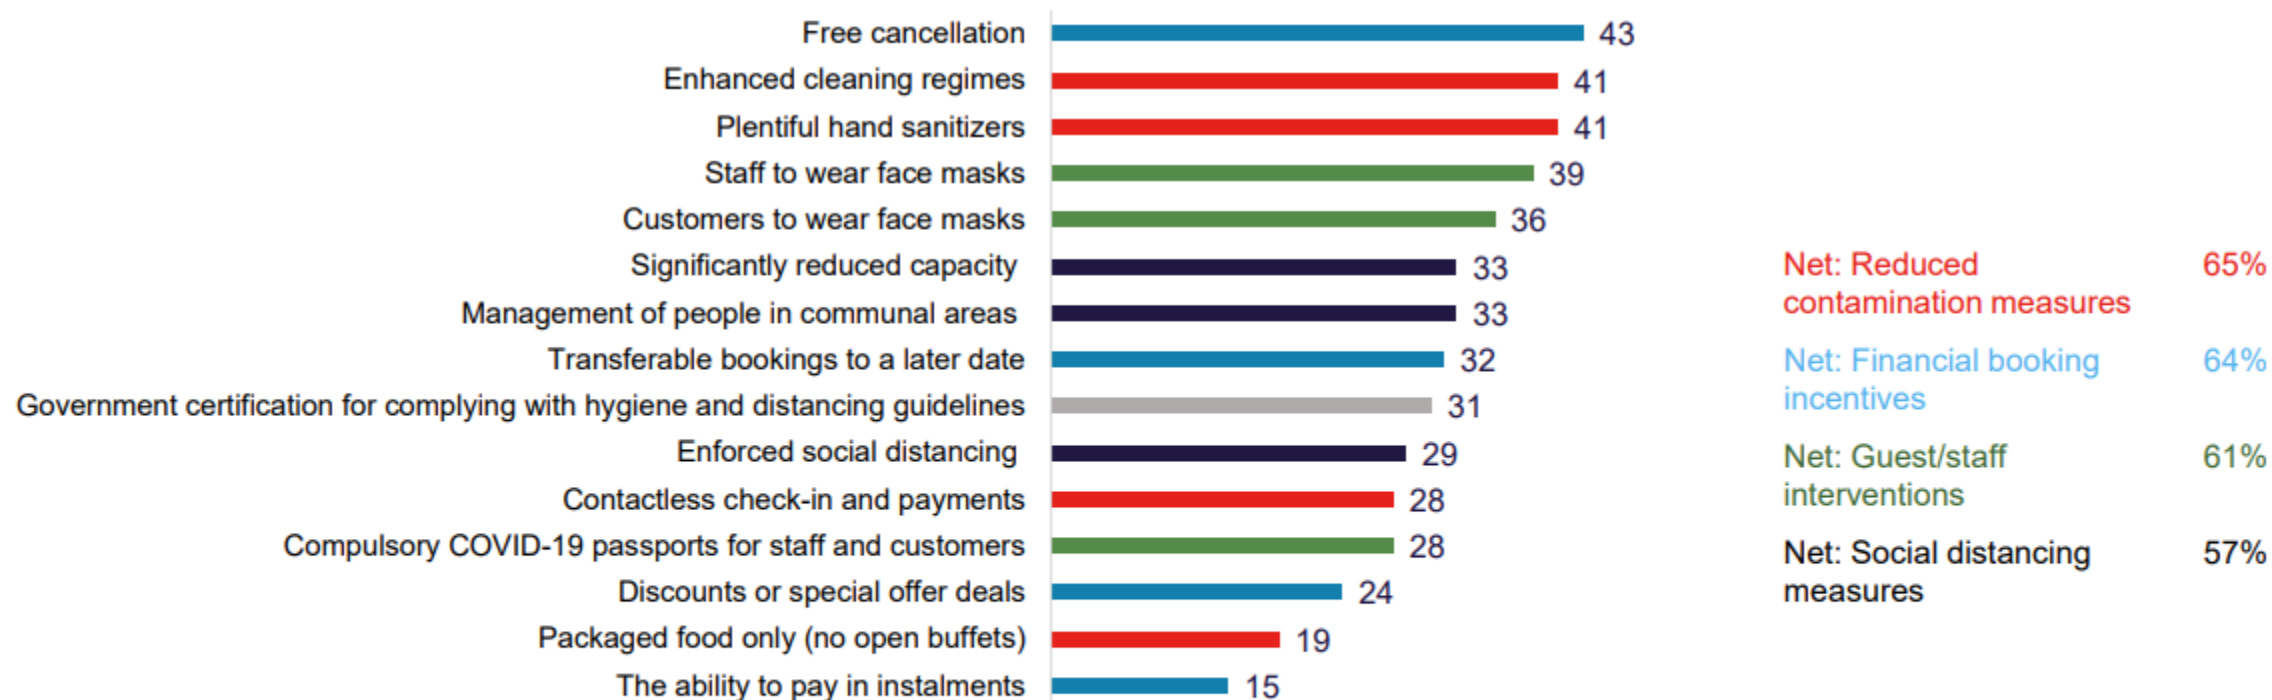 Free cancellation 43
Enhanced cleaning regimes 41
Plentiful hand sanitizers 41
Staff to wear face masks 39
Customers to wear face masks 36
Significantly reduced capacity 33
Management of people in communal areas 33
Transferable bookings to a later date 32
Government certification for complying with hygiene and distancing guidelines 31
Enforced social distancing 29
Contactless check-in and payments 28
Compulsory COVID-19 passports for staff and customers 28
Discounts or special offer deals 24
Packaged food only (no open buffets) 19
The ability to pay in instalments 15
Net: Reduced 65%
contamination measures
Net: Financial booking 64%
incentives
Net: Guest/staff 61%
interventions
Net: Social distancing 57%
measures